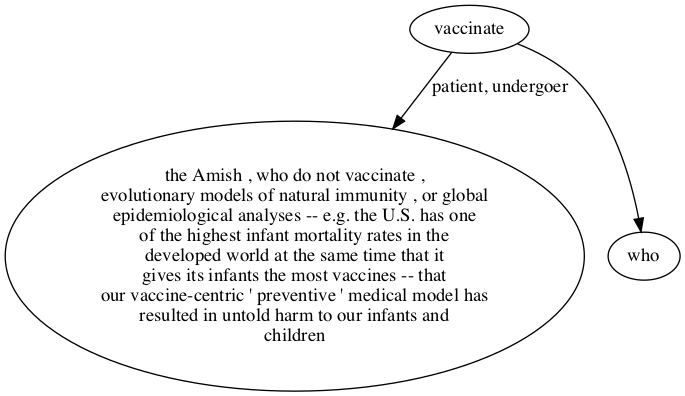 vaccinate
patient, undergoer
the Amish , who do not vaccinate ,
evolutionary models of natural immunity , or global
epidemiological analyses -- e.g. the U.S. has one
of the highest infant mortality rates in the
developed world at the same time that it
gives its infants the most vaccines -- that
our vaccine-centric ' preventive ' medical model has
resulted in untold harm to our infants and
children
who